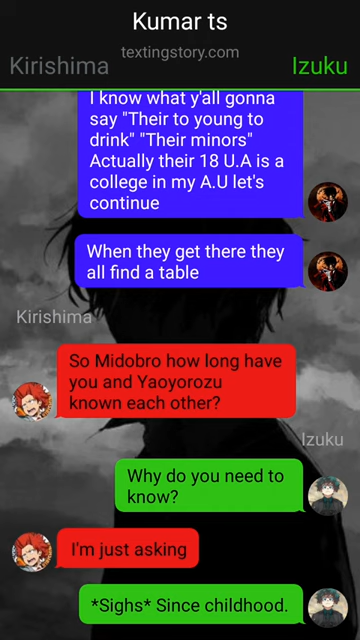 Kumar ts
textingstory.com
Kirishima
Izuku
I know what y'all gonna
say "Their to young to
drink" "Their minors"
Actually their 18 U.A is a
college in my A.U let's
continue
When they get there they
all find a table
Kirishima
So Midobro how long have
you and Yaoyorozu
known each other?
Izuku
Why do you need to
know?
I'm just asking
*Sighs* Since childhood.